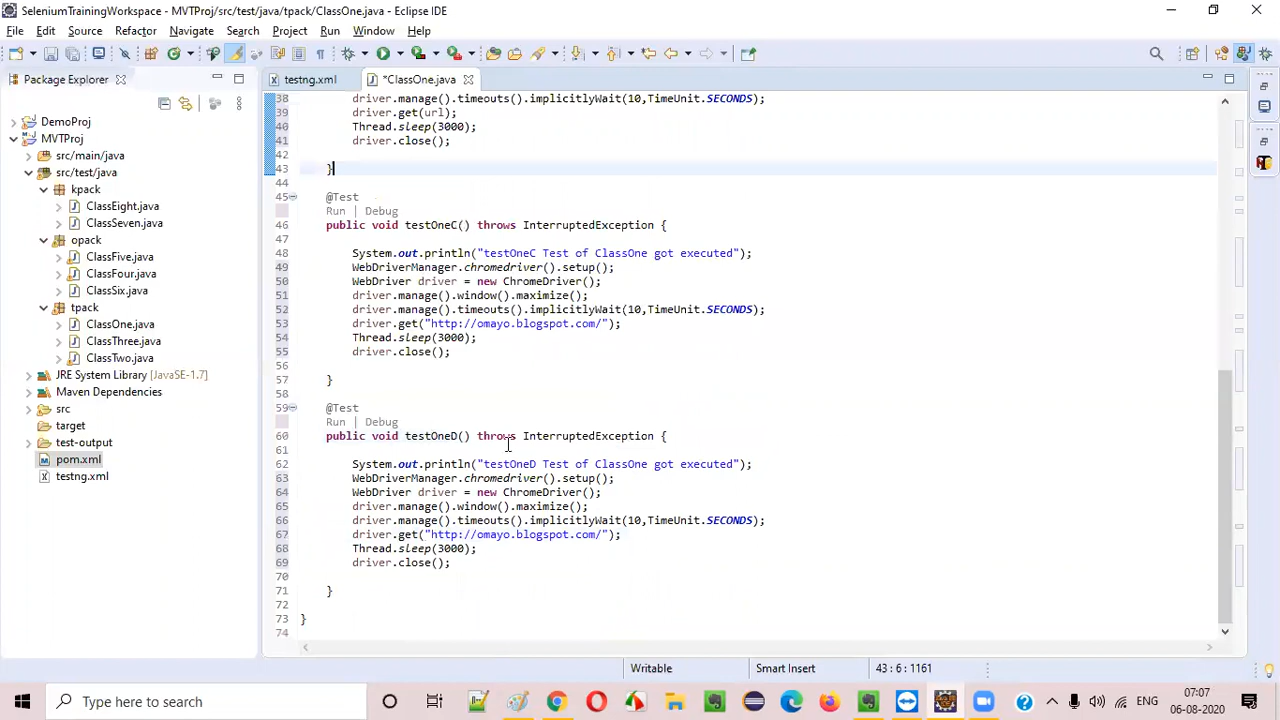 SeleniumTrainingWorkspace - MVTProj/src/test/java/tpack/ClassOne.java - Eclipse IDE
File Edit Source Refactor Navigate Search Project Run Window Help
Package Explorer
testng.xml
*ClassOne.java
DemoProj
MVTProj
src/main/java
src/test/java
kpack
ClassEight.java
ClassSeven.java
opack
ClassFive.java
ClassFour.java
ClassSix.java
tpack
ClassOne.java
ClassThree.java
ClassTwo.java
JRE System Library [JavaSE-1.7]
Maven Dependencies
src
target
test-output
pom.xml
testng.xml
38 driver.manage().timeouts().implicitlyWait(10,TimeUnit.SECONDS);
39 driver.get(url);
40 Thread.sleep(3000);
41 driver.close();
42
43 }
44
45 @Test
Run | Debug
46 public void testOneC() throws InterruptedException {
47
48 System.out.println("testOneC Test of ClassOne got executed");
49 WebDriverManager.chromedriver().setup();
50 WebDriver driver = new ChromeDriver();
51 driver.manage().window().maximize();
52 driver.manage().timeouts().implicitlyWait(10,TimeUnit.SECONDS);
53 driver.get("http://omayo.blogspot.com/");
54 Thread.sleep(3000);
55 driver.close();
56
57 }
58
59 @Test
Run | Debug
60 public void testOneD() throws InterruptedException {
61
62 System.out.println("testOneD Test of ClassOne got executed");
63 WebDriverManager.chromedriver().setup();
64 WebDriver driver = new ChromeDriver();
65 driver.manage().window().maximize();
66 driver.manage().timeouts().implicitlyWait(10,TimeUnit.SECONDS);
67 driver.get("http://omayo.blogspot.com/");
68 Thread.sleep(3000);
69 driver.close();
70
71 }
72
73 }
74
Writable Smart Insert 43 : 6 : 1161
Type here to search
ENG
07:07
06-08-2020